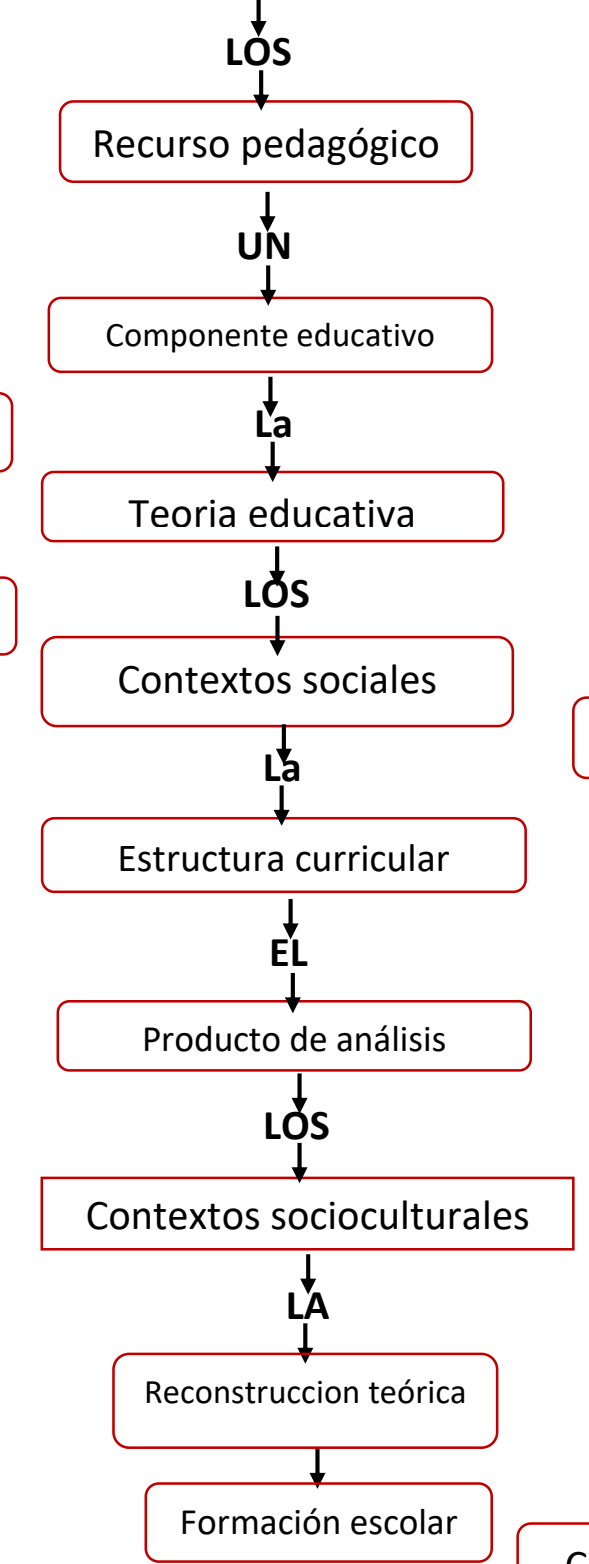 LOS
Recurso pedagógico
UN
Componente educativo
La
Teoria educativa
LOS
Contextos sociales
La
Estructura curricular
EL
Producto de análisis
LOS
Contextos socioculturales
LA
Reconstruccion teórica
Formación escolar